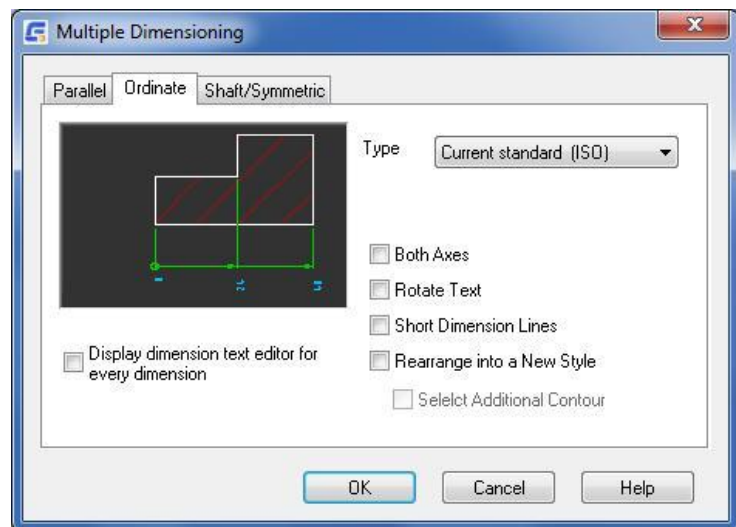 Multiple Dimensioning
Parallel Ordinate Shaft/Symmetric
Type Current standard (ISO)
Both Axes
Rotate Text
Short Dimension Lines
Display dimension text editor for
every dimension
Rearrange into a New Style
Selelct Additional Contour
OK Cancel Help